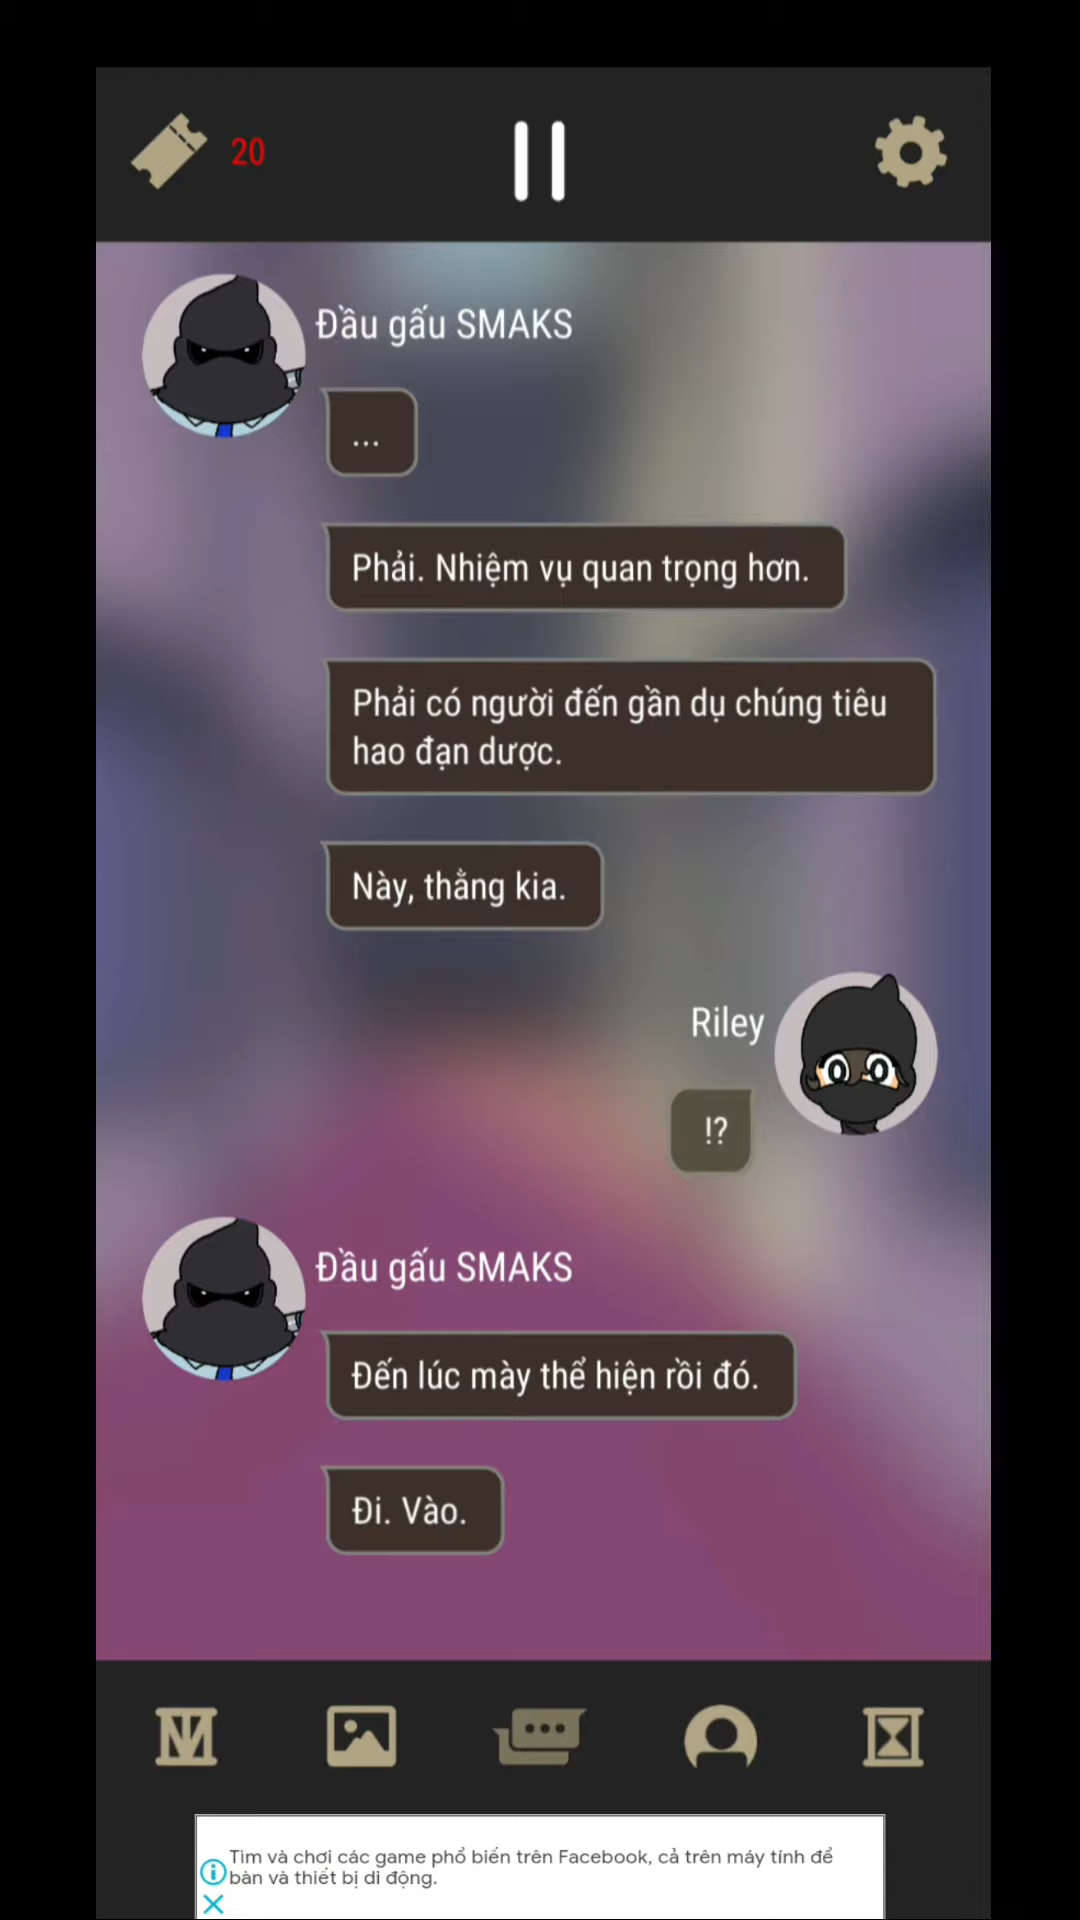 20
Đầu gấu SMAKS
...
Phải. Nhiệm vụ quan trọng hơn.
Phải có người đến gần dụ chúng tiêu
hao đạn dược.
Này, thằng kia.
Riley
!?
Đầu gấu SMAKS
Đến lúc mày thể hiện rồi đó.
Đi. Vào.
Tìm và chơi các game phổ biến trên Facebook, cả trên máy tính để
bàn và thiết bị di động.